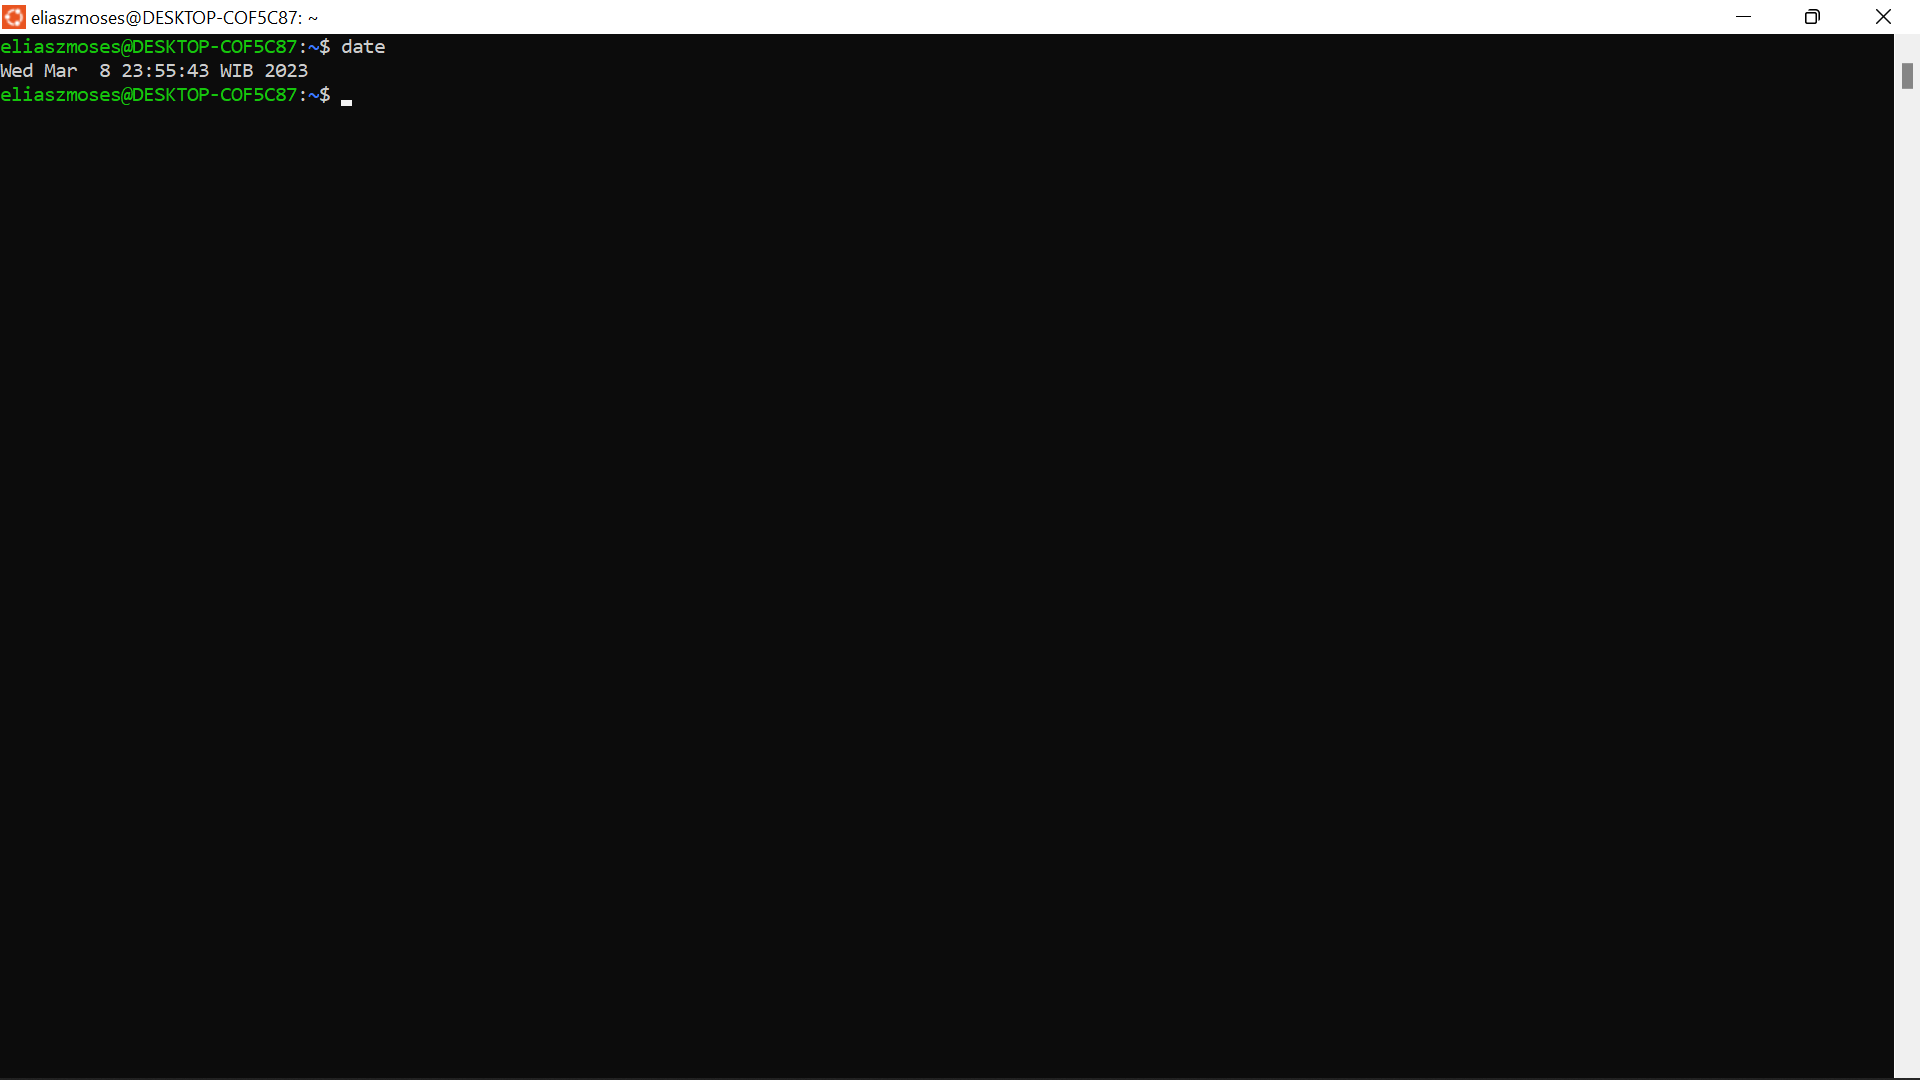 eliaszmoses@DESKTOP-COF5C87: ~
eliaszmoses@DESKTOP-COF5C87:~$ date
Wed Mar  8 23:55:43 WIB 2023
eliaszmoses@DESKTOP-COF5C87:~$